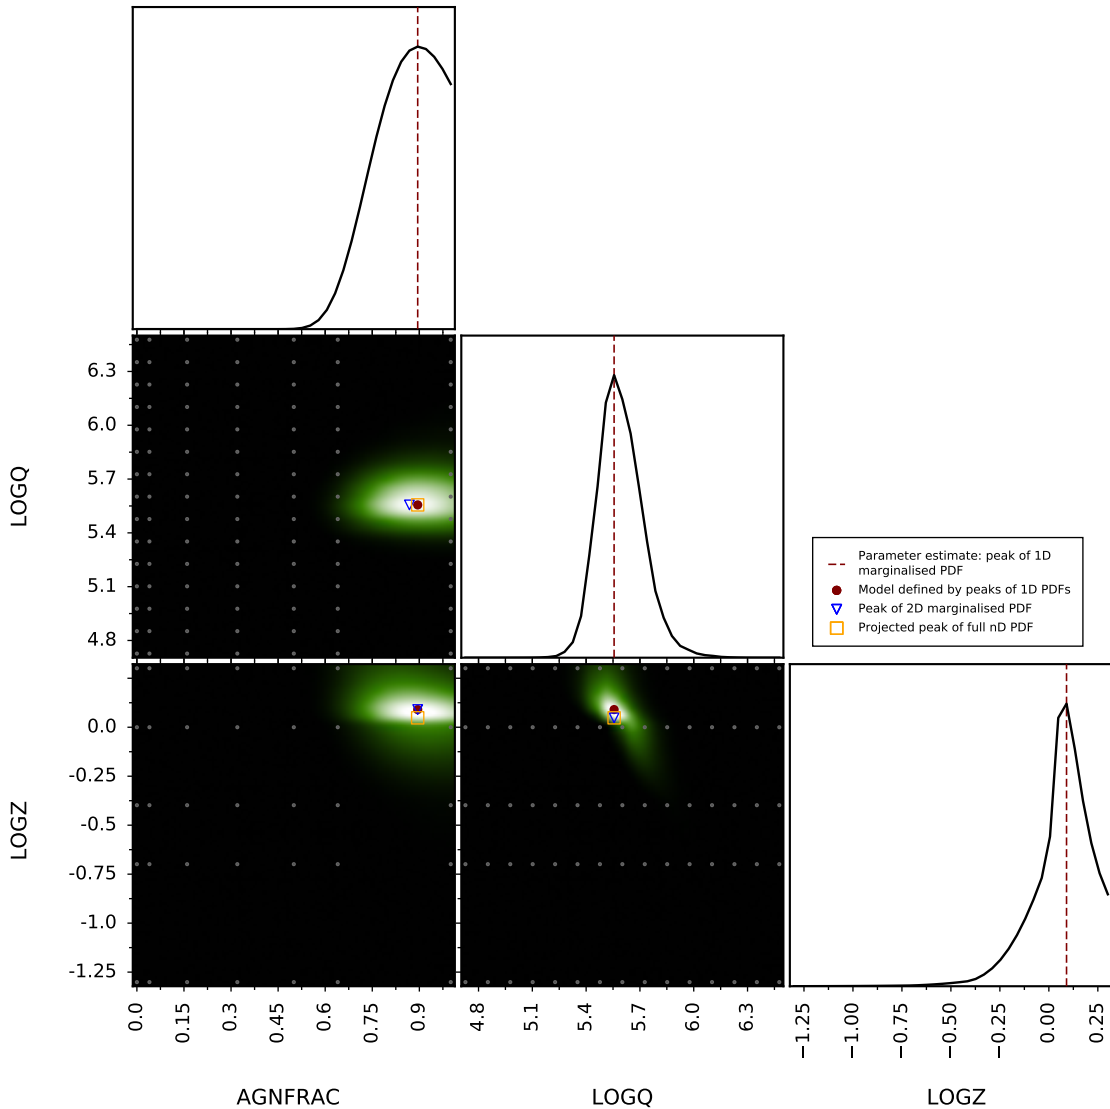 LOGQ
6.3
6.0
5.7
5.4
5.1
4.8
Parameter estimate: peak of 1D
marginalised PDF
Model defined by peaks of 1D PDFs
Peak of 2D marginalised PDF
Projected peak of full nD PDF
LOGZ
0.0
-0.25
-0.5
-0.75
-1.0
-1.25
0.0 0.15 0.3 0.45 0.6 0.75 0.9
4.8 5.1 5.4 5.7 6.0 6.3
−1.25 −1.00 −0.75 −0.50 −0.25 0.00 0.25
AGNFRAC LOGQ LOGZ